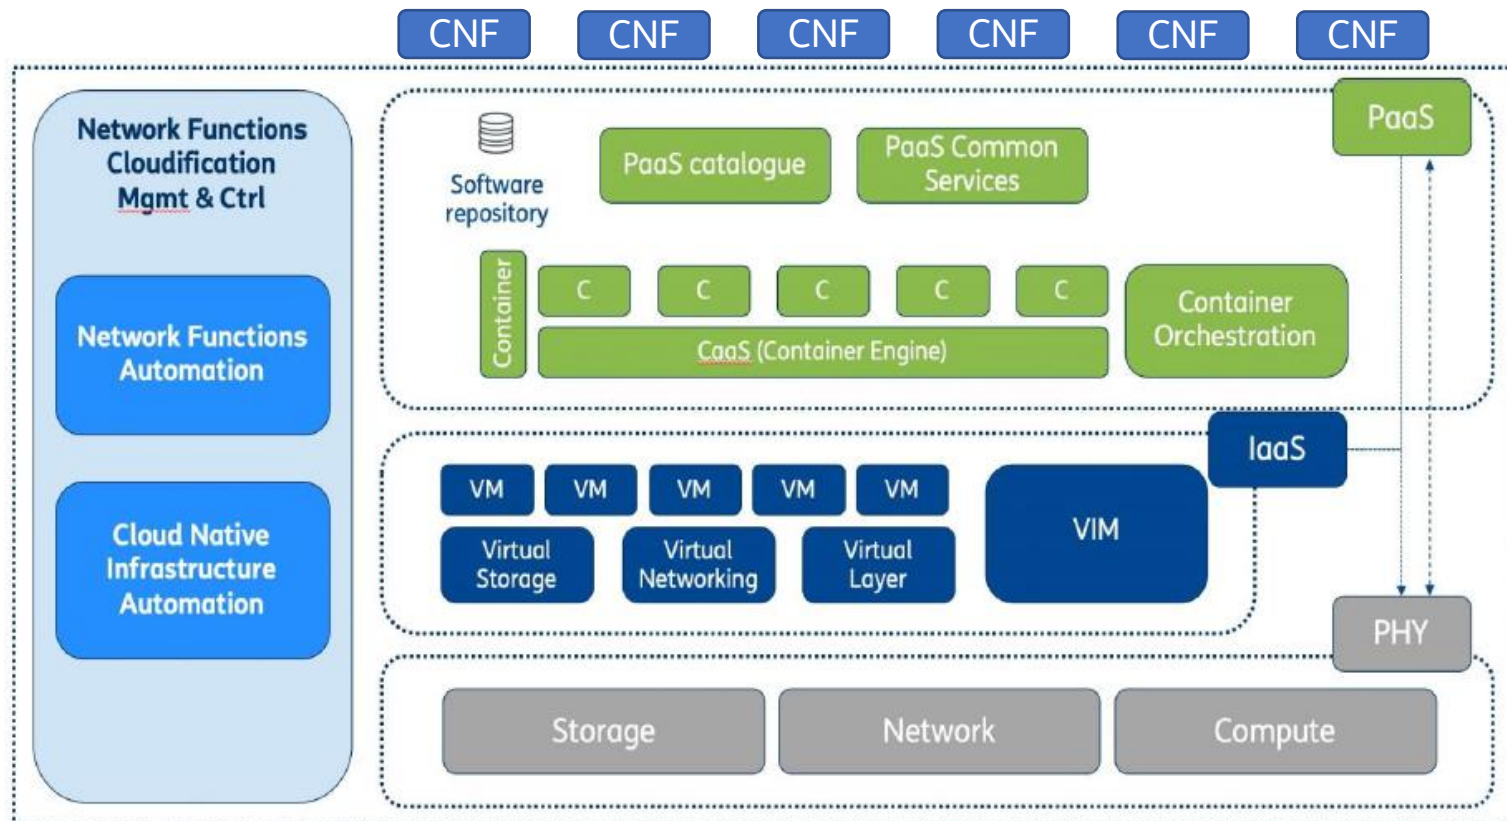 CNF
CNF
CNF
CNF
CNF
CNF
Network Functions
Cloudification
Mgmt & Ctrl
Network Functions
Automation
Cloud Native
Infrastructure
Automation
PaaS
Software
repository
PaaS catalogue
PaaS Common
Services
Container
C
C
C
C
C
CaaS (Container Engine)
Container
Orchestration
IaaS
VM
VM
VM
VM
VM
Virtual
Storage
Virtual
Networking
Virtual
Layer
VIM
PHY
Storage
Network
Compute